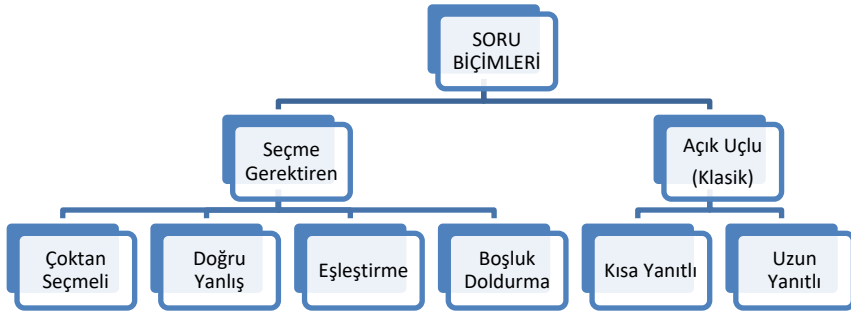 SORU
BİÇİMLERİ
Seçme
Gerektiren
Açık Uçlu
(Klasik)
Çoktan
Seçmeli
Doğru
Yanlış
Eşleştirme
Boşluk
Doldurma
Kısa Yanıtlı
Uzun
Yanıtlı